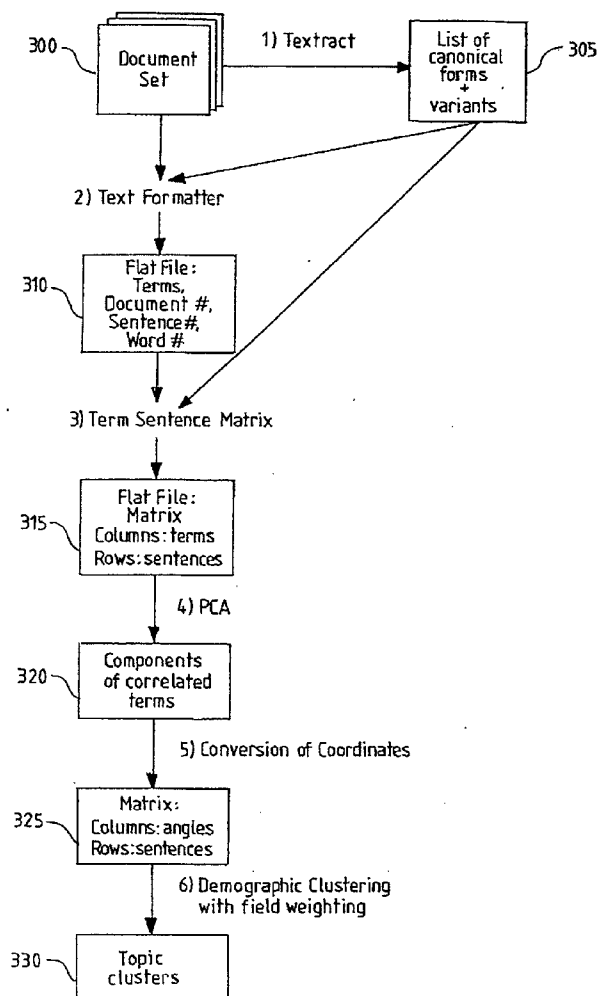 300
Document
Set
1) Textract
List of
canonical
forms
+
variants
305
2) Text Formatter
310
Flat File:
Terms,
Document #,
Sentence#,
Word #
3) Term Sentence Matrix
315
Flat File:
Matrix
Columns: terms
Rows: sentences
4) PCA
320
Components
of correlated
terms
5) Conversion of Coordinates
325
Matrix:
Columns: angles
Rows: sentences
6) Demographic Clustering
with field weighting
330
Topic
clusters